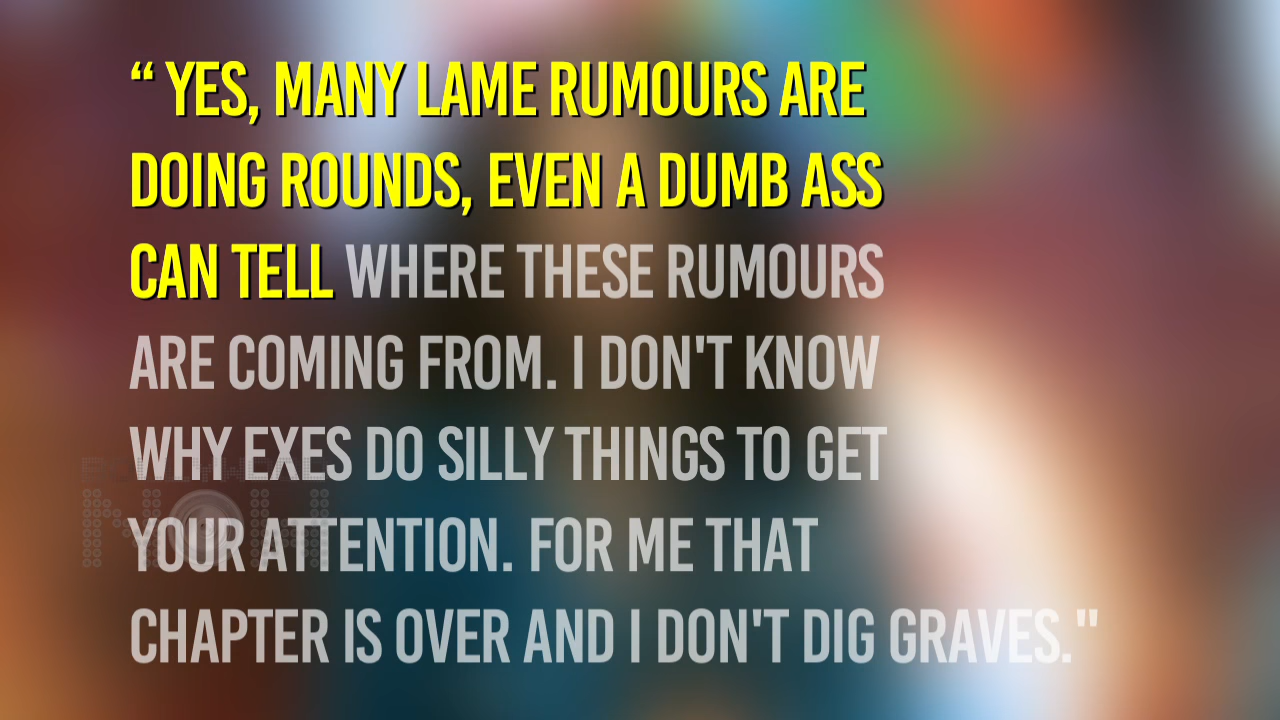 “ YES, MANY LAME RUMOURS ARE
DOING ROUNDS, EVEN A DUMB ASS
CAN TELL WHERE THESE RUMOURS
ARE COMING FROM. I DON'T KNOW
WHY EXES DO SILLY THINGS TO GET
YOUR ATTENTION. FOR ME THAT
CHAPTER IS OVER AND I DON'T DIG GRAVES."
NOW